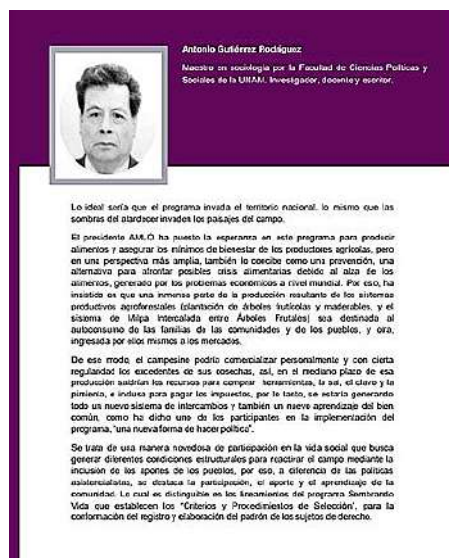 Antonio Gutiérrez Rodríguez
Maestro en sociología por la Facultad de Ciencias Políticas y
Sociales de la UNAM. Investigador, docente y escritor.
Lo ideal sería que el programa invada el territorio nacional, lo mismo que las
sombras del atardecer invaden los paisajes del campo.
El presidente AMLO ha puesto la esperanza en este programa para producir
alimentos y asegurar los mínimos de bienestar de los productores agrícolas, pero
en una perspectiva más amplia, también lo concibe como una prevención, una
alternativa para afrontar posibles crisis alimentarias debido al alza de los
alimentos, generado por los problemas económicos a nivel mundial. Por eso, ha
insistido es que una inmensa parte de la producción resultante de los sistemas
productivos agroforestales (plantación de árboles frutícolas y maderables, y el
sistema de Milpa Intercalada entre Árboles Frutales) sea destinada al
autoconsumo de las familias de las comunidades y de los pueblos, y otra,
ingresada por ellos mismos a los mercados.
De ese modo, el campesino podría comercializar personalmente y con cierta
regularidad los excedentes de sus cosechas, así, en el mediano plazo de esa
producción saldrían los recursos para comprar herramientas, la sal, el clavo y la
pimienta, e incluso para pagar los impuestos, por lo tanto, se estaría generando
todo un nuevo sistema de intercambios y también un nuevo aprendizaje del bien
común, como ha dicho uno de los participantes en la implementación del
programa, "una nueva forma de hacer política".
Se trata de una manera novedosa de participación en la vida social que busca
generar diferentes condiciones estructurales para reactivar el campo mediante la
inclusión de los aportes de los pueblos, por eso, a diferencia de las políticas
asistencialistas, se destaca la participación, el aporte y el aprendizaje de la
comunidad. Lo cual es distinguible en los lineamientos del programa Sembrando
Vida que establecen los "Criterios y Procedimientos de Selección", para la
conformación del registro y elaboración del padrón de los sujetos de derecho.